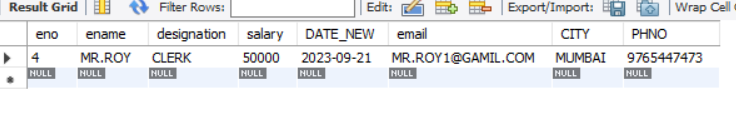 Result Grid Filter Rows: Edit: Export/Import: Wrap Cell C
eno ename designation salary DATE_NEW email CITY PHNO
4 MR.ROY CLERK 50000 2023-09-21 MR.ROY1@GAMIL.COM MUMBAI 9765447473
NULL NULL NULL NULL NULL NULL NULL NULL